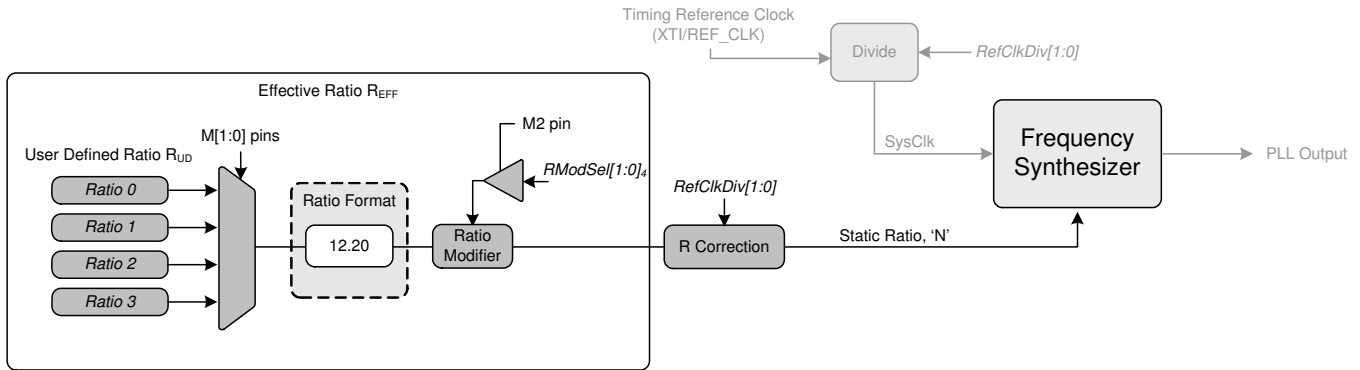 Timing Reference Clock
(XTI/REF_CLK)
Divide
RefClkDiv[1:0]
Effective Ratio REFF
M2 pin
M[1:0] pins
User Defined Ratio RUD
SysClk
Frequency
Synthesizer
PLL Output
RModSel[1:0]4
Ratio 0
Ratio Format
RefClkDiv[1:0]
Ratio 1
12.20
Ratio
Modifier
R Correction
Static Ratio, ‘N’
Ratio 2
Ratio 3